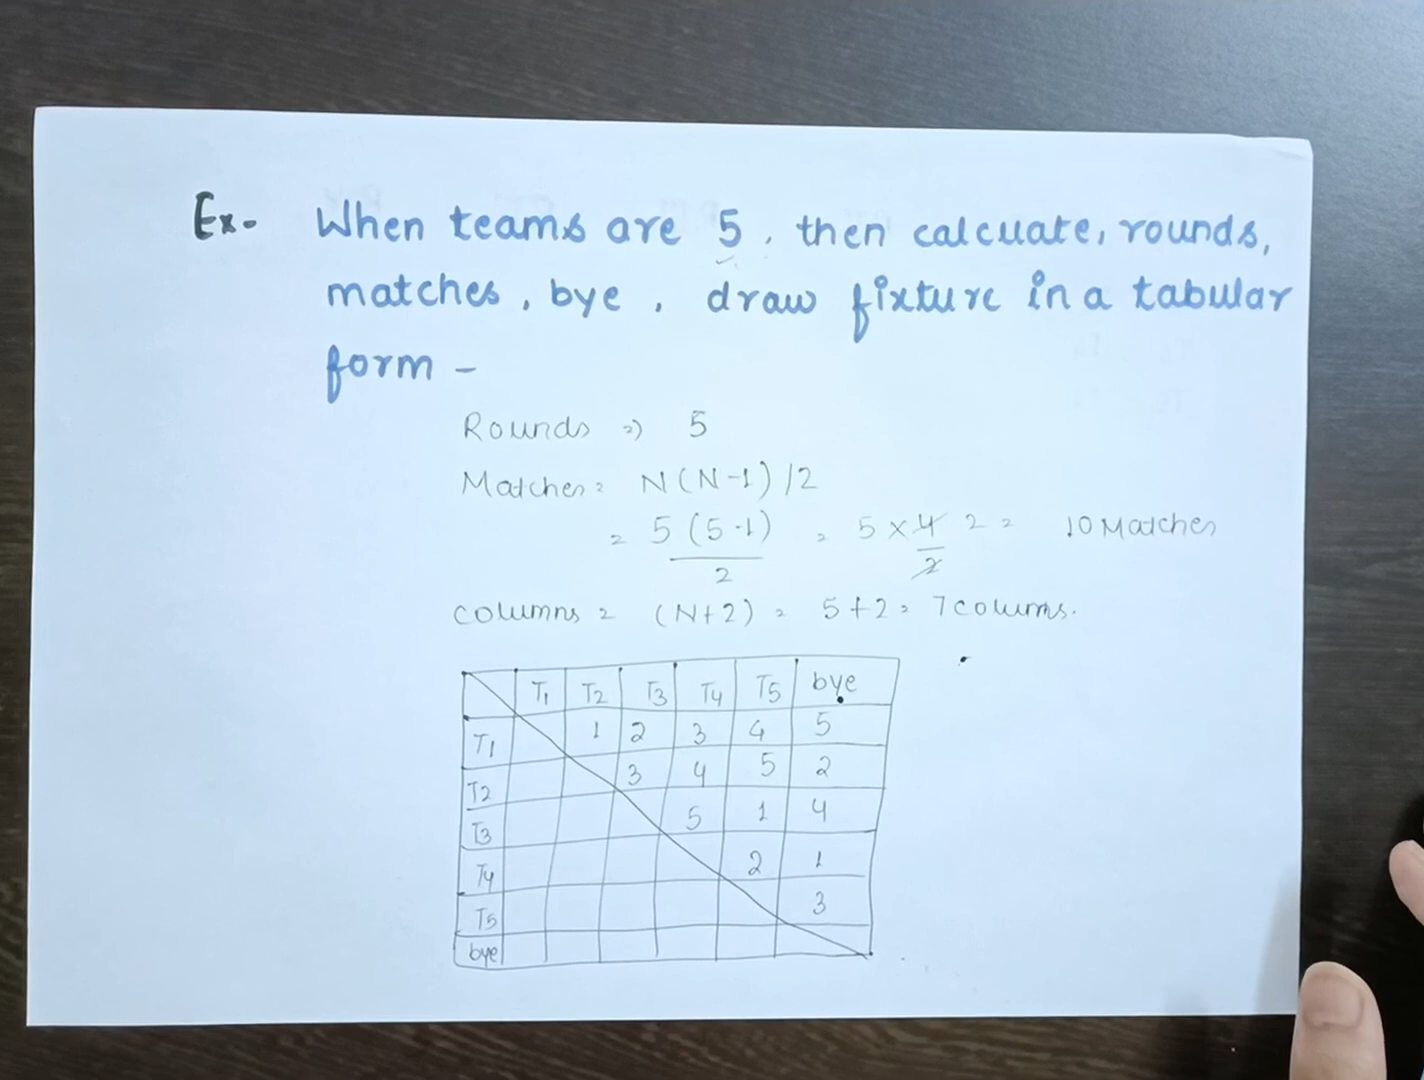 Ex- When teams are 5, then calcuate, rounds,
matches, bye, draw fixture in a tabular
form -
Rounds => 5
Matches = N(N-1)/2
= 5(5-1)/2 = 5x4/2 2 = 10 Matches
columns = (N+2) = 5+2 = 7 colums.
T1 T2 T3 T4 T5 bye
T1 1 2 3 4 5
T2 3 4 5 2
T3 5 1 4
T4 2 1
T5 3
bye